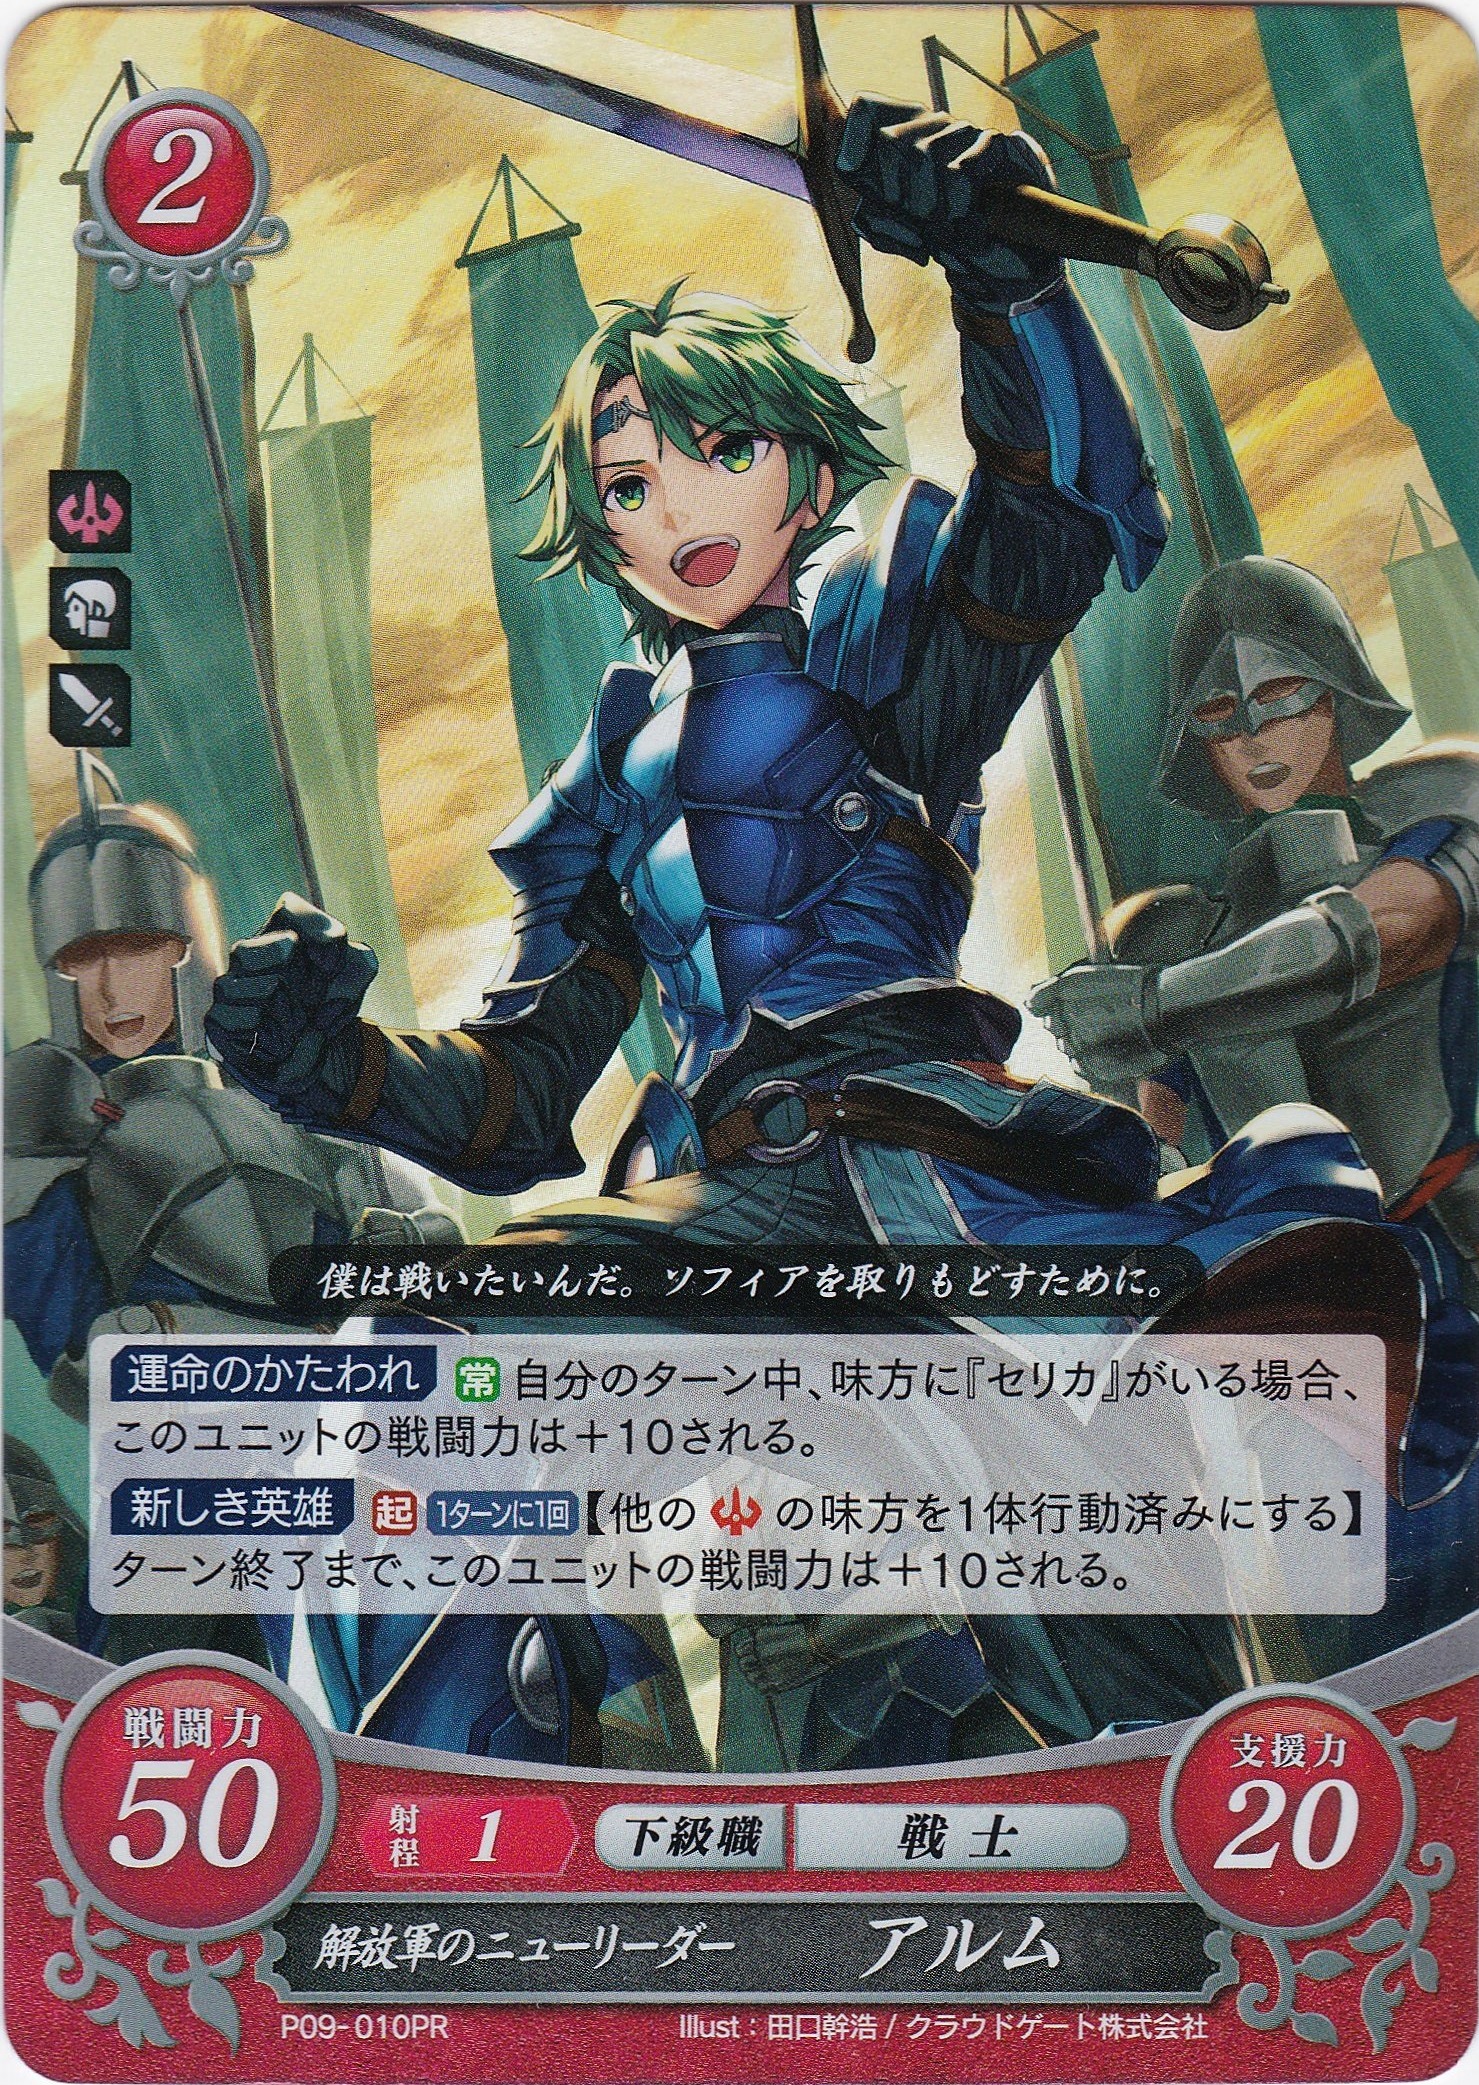 2
僕は戦いたいんだ。ソフィアを取りもどすために。
運命のかたわれ 常 自分のターン中、味方に『セリカ』がいる場合、
このユニットの戦闘力は＋10される。
新しき英雄 起 1ターンに1回【他の の味方を1体行動済みにする】
ターン終了まで、このユニットの戦闘力は＋10される。
戦闘力
50
射程 1
下級職 戦士
支援力
20
解放軍のニューリーダー アルム
P09-010PR Illust：田口幹浩 / クラウドゲート株式会社